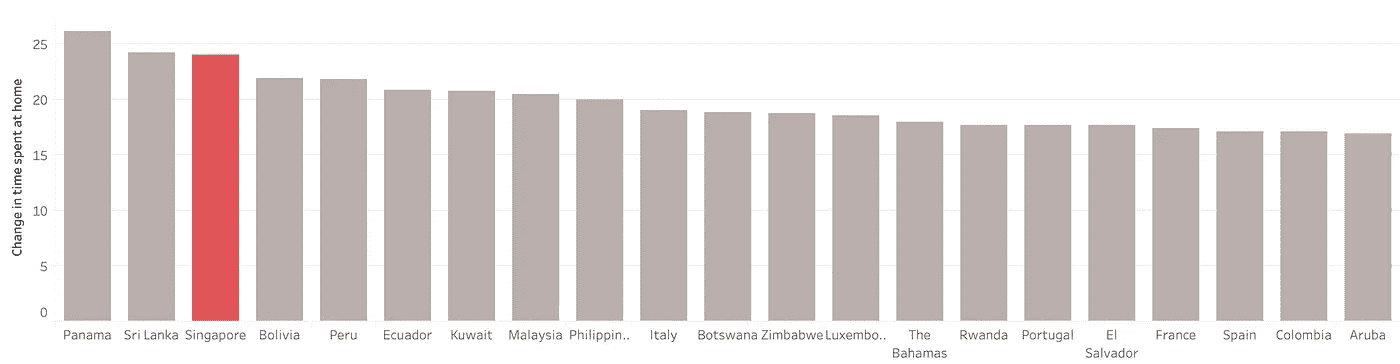 Change in time spent at home
25
20
15
10
5
0
Panama
Sri Lanka
Singapore
Bolivia
Peru
Ecuador
Kuwait
Malaysia
Philippin..
Italy
Botswana
Zimbabwe
Luxembo..
The
Bahamas
Rwanda
Portugal
El
Salvador
France
Spain
Colombia
Aruba